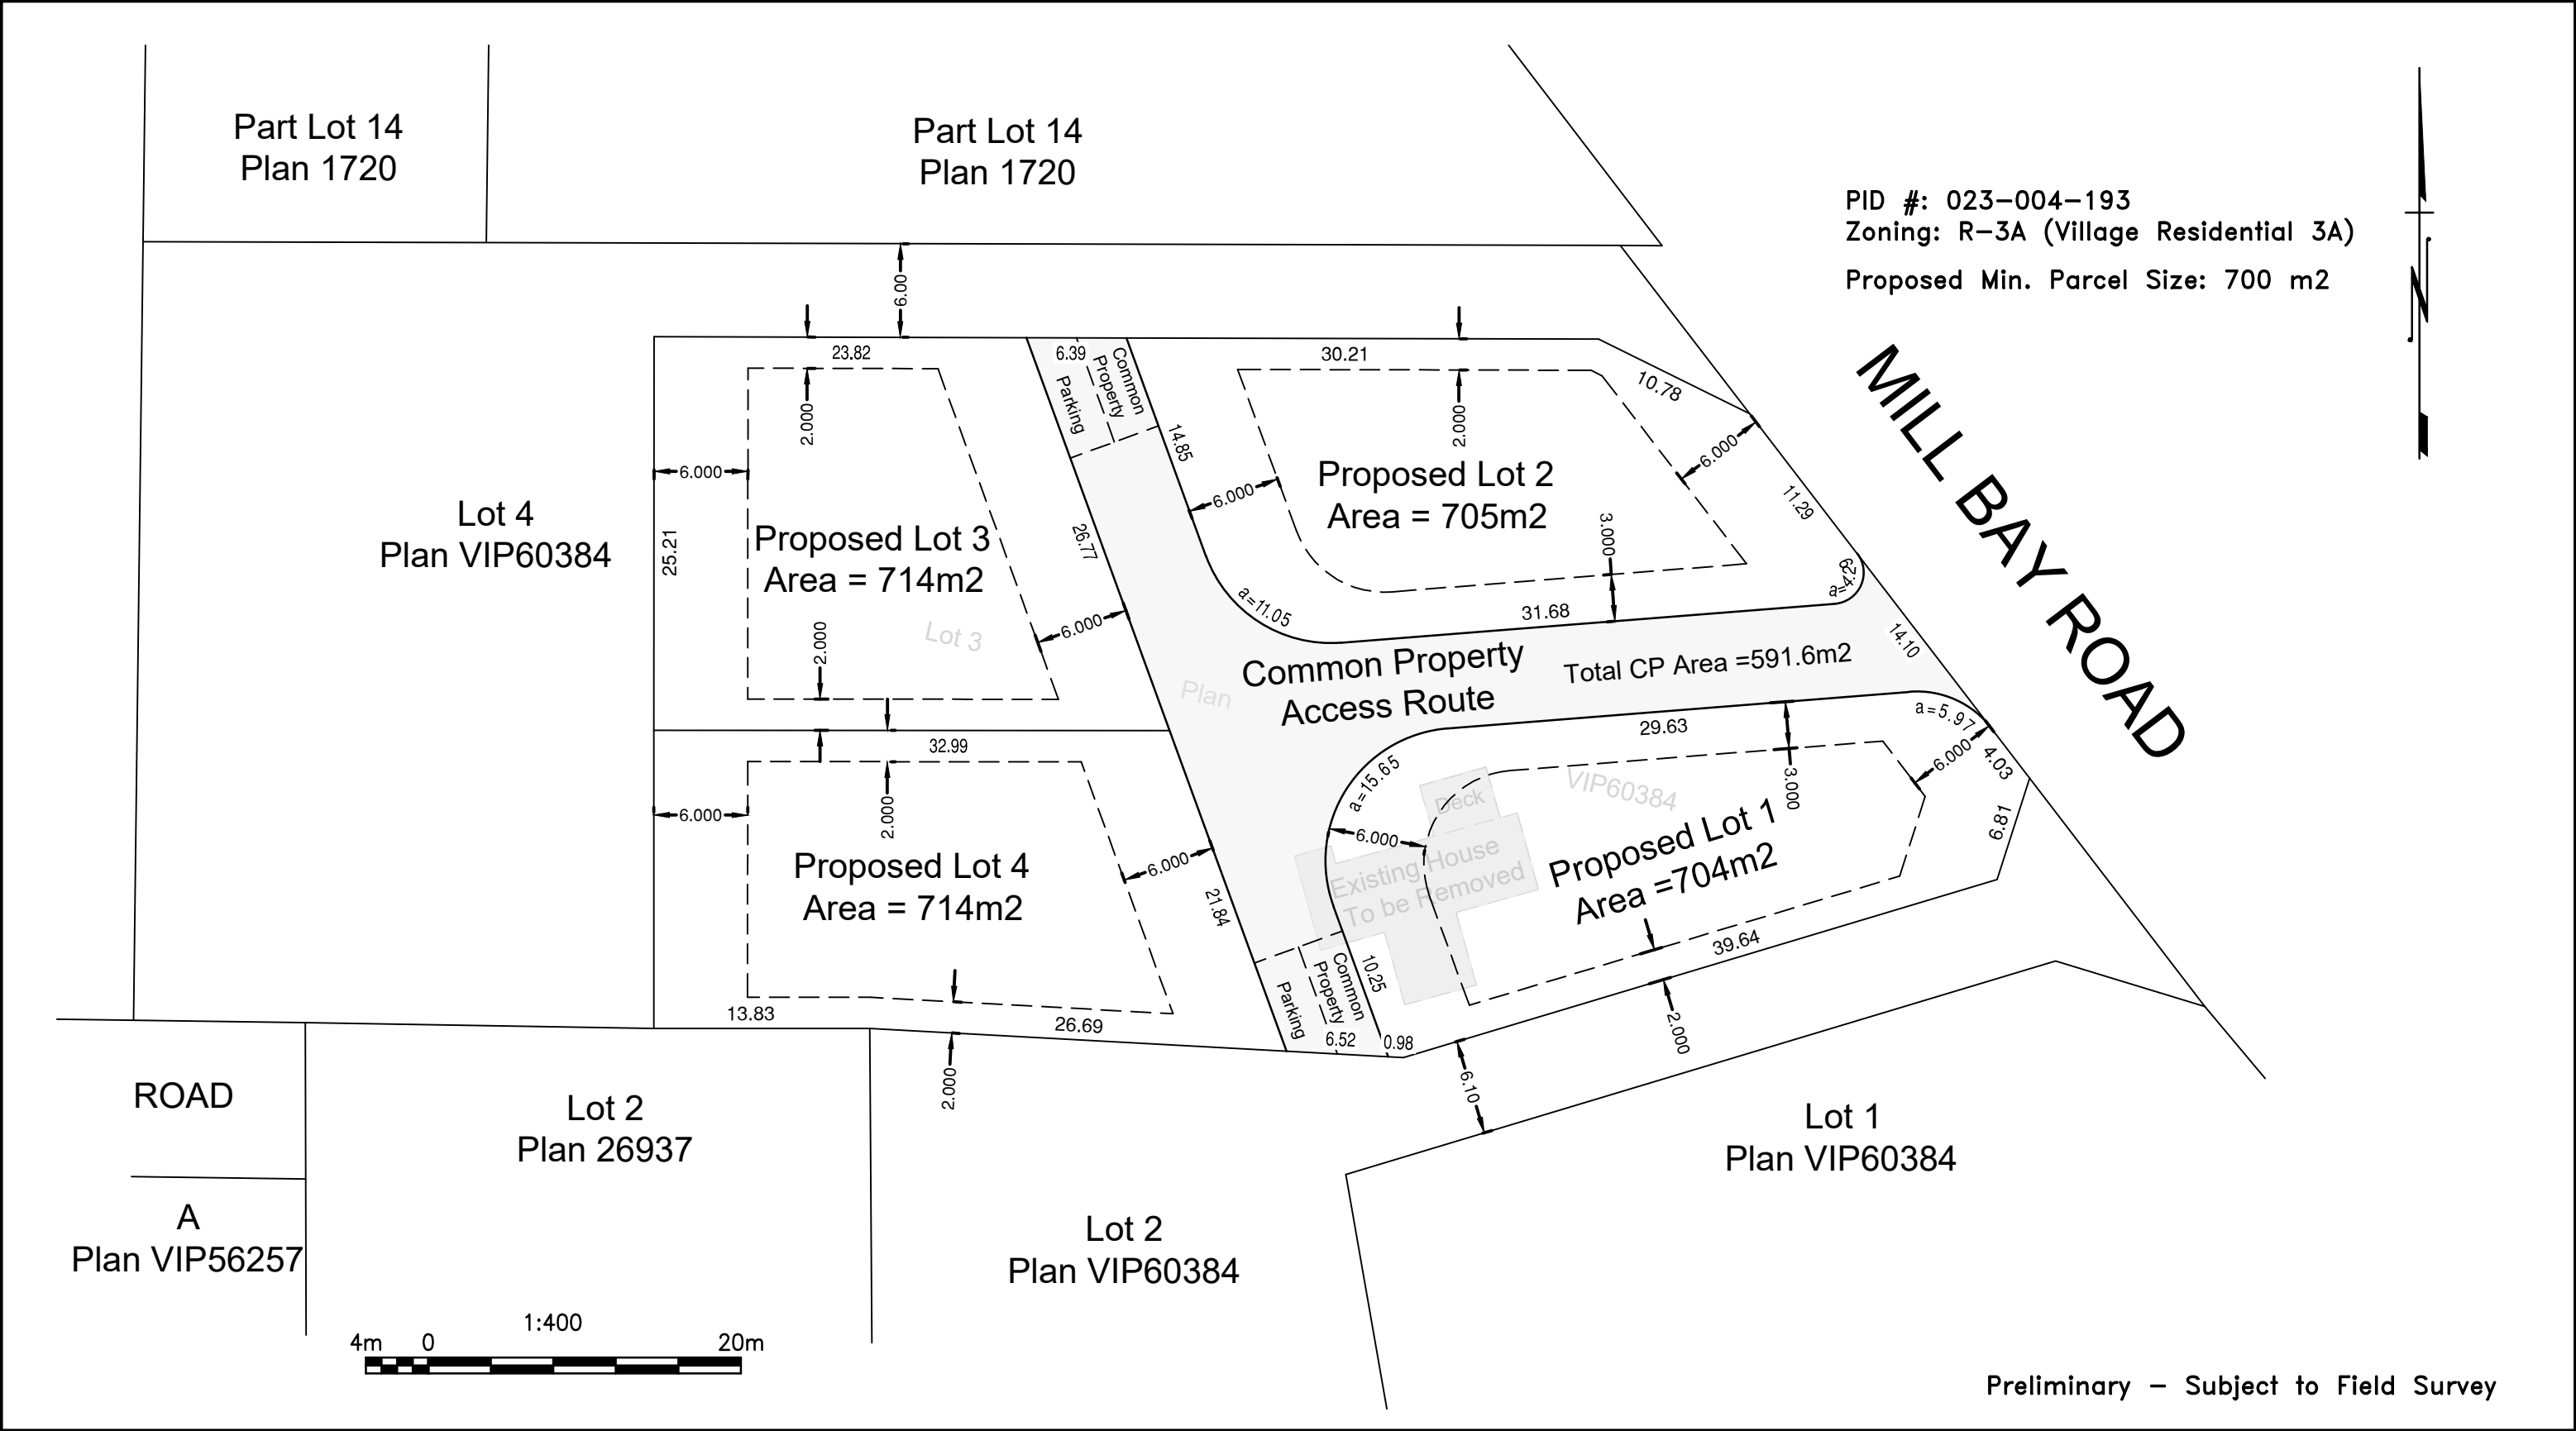 Part Lot 14
Plan 1720
Part Lot 14
Plan 1720
PID #: 023-004-193
Zoning: R-3A (Village Residential 3A)
Proposed Min. Parcel Size: 700 m2
N
MILL BAY ROAD
6.00
23.82
2.000
6.39
Parking
Common
Property
30.21
2.000
10.78
6.000
14.85
6.000
6.000
11.29
Lot 4
Plan VIP60384
25.21
Proposed Lot 3
Area = 714m2
Lot 3
2.000
6.000
26.77
Proposed Lot 2
Area = 705m2
3.000
a=11.05
31.68
a=4.29
14.10
Plan
Common Property
Access Route
Total CP Area =591.6m2
32.99
2.000
6.000
29.63
a=5.97
6.000
4.03
6.81
3.000
a=15.65
VIP60384
Deck
6.000
Existing House
To be Removed
Proposed Lot 1
Area =704m2
Proposed Lot 4
Area = 714m2
6.000
21.84
39.64
2.000
10.25
Parking
Common
Property
6.52
0.98
13.83
26.69
2.000
6.10
ROAD
A
Plan VIP56257
Lot 2
Plan 26937
Lot 2
Plan VIP60384
Lot 1
Plan VIP60384
1:400
4m 0 20m
Preliminary - Subject to Field Survey